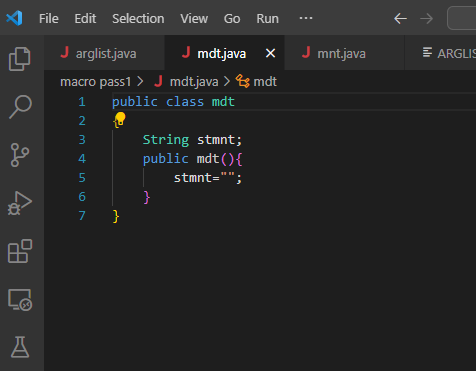 File Edit Selection View Go Run ···
J arglist.java J mdt.java × J mnt.java ARGLIS
macro pass1 > J mdt.java > mdt
1 public class mdt
2 {
3 String stmnt;
4 public mdt(){
5 stmnt="";
6 }
7 }